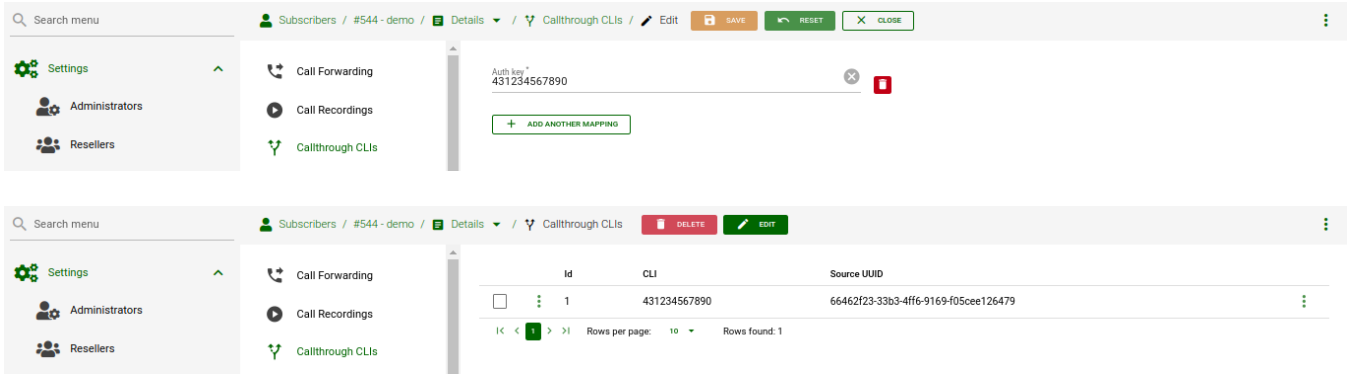 Search menu
Subscribers / #544 - demo / Details / Callthrough CLIs / Edit SAVE RESET CLOSE
Settings
Call Forwarding
Auth key*
431234567890
Administrators
Call Recordings
ADD ANOTHER MAPPING
Resellers
Callthrough CLIs
Search menu
Subscribers / #544 - demo / Details / Callthrough CLIs DELETE EDIT
Settings
Call Forwarding
Id CLI Source UUID
1 431234567890 66462f23-33b3-4ff6-9169-f05cee126479
Administrators
Call Recordings
1 Rows per page: 10 Rows found: 1
Resellers
Callthrough CLIs